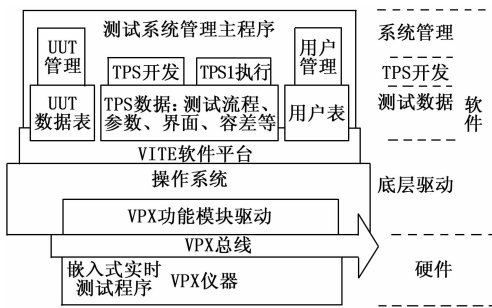 测试系统管理主程序
UUT
管理
TPS开发
TPS1执行
用户
管理
UUT
数据表
TPS数据：测试流程、
参数、界面、容差等
用户表
VITE软件平台
操作系统
VPX功能模块驱动
VPX总线
嵌入式实时
测试程序
VPX仪器
系统管理
TPS开发
测试数据
软
件
底层驱动
硬件